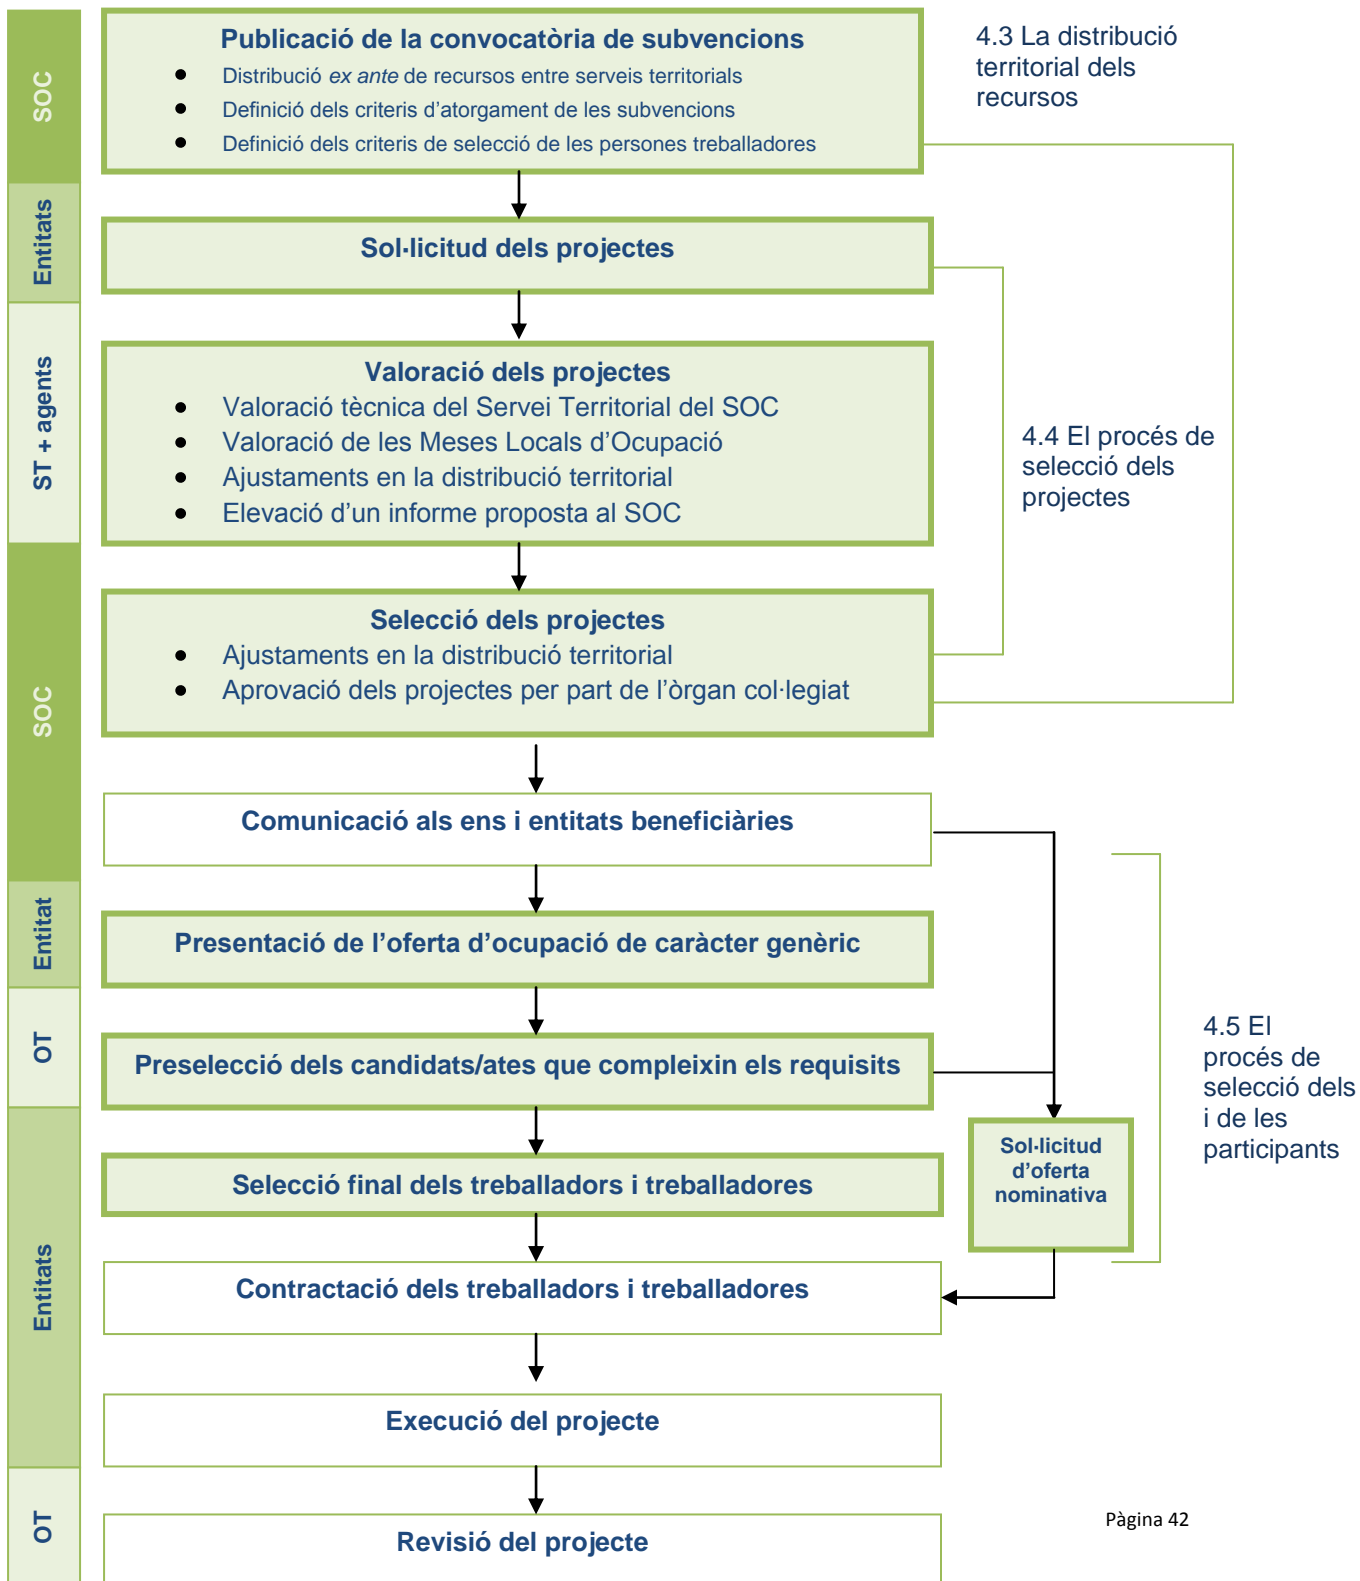 SOC
Publicació de la convocatòria de subvencions
• Distribució ex ante de recursos entre serveis territorials
• Definició dels criteris d'atorgament de les subvencions
• Definició dels criteris de selecció de les persones treballadores
4.3 La distribució
territorial dels
recursos
Entitats
Sol·licitud dels projectes
ST + agents
Valoració dels projectes
• Valoració tècnica del Servei Territorial del SOC
• Valoració de les Meses Locals d'Ocupació
• Ajustaments en la distribució territorial
• Elevació d'un informe proposta al SOC
4.4 El procés de
selecció dels
projectes
SOC
Selecció dels projectes
• Ajustaments en la distribució territorial
• Aprovació dels projectes per part de l'òrgan col·legiat
Comunicació als ens i entitats beneficiàries
Entitat
Presentació de l'oferta d'ocupació de caràcter genèric
OT
Preselecció dels candidats/ates que compleixin els requisits
4.5 El
procés de
selecció dels
i de les
participants
Sol·licitud
d'oferta
nominativa
Entitats
Selecció final dels treballadors i treballadores
Contractació dels treballadors i treballadores
Execució del projecte
OT
Revisió del projecte
Pàgina 42